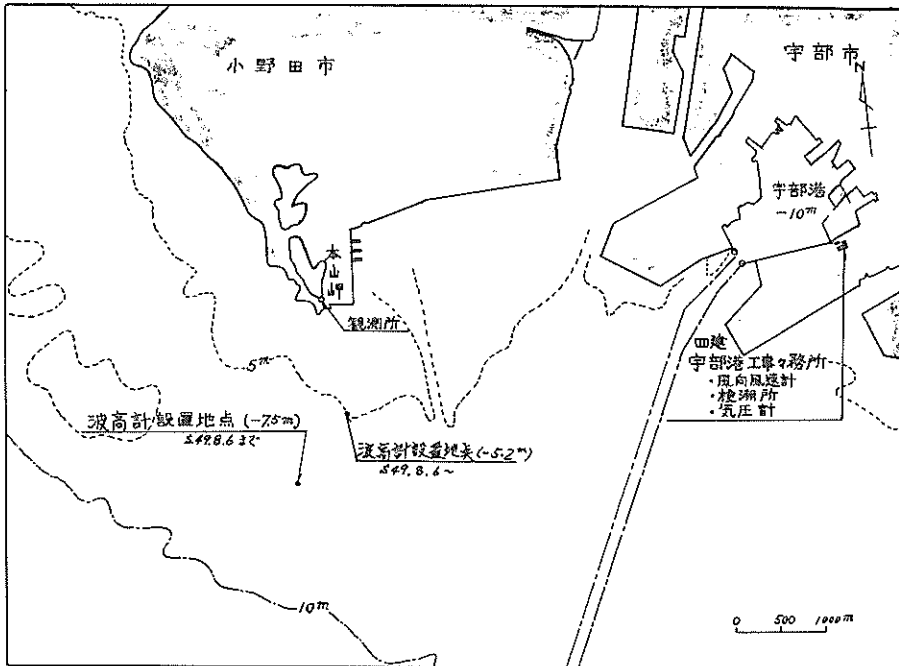 小野田市
宇部市
N
宇部港
-10m
本山岬
観測所
5m
四建
宇部港工事々務所
・風向風速計
・検潮所
・気圧計
波高計設置地点(-7.5m)
S49.8.6まで
波高計設置地点(-5.2m)
S49.8.6~
10m
0 500 1000m